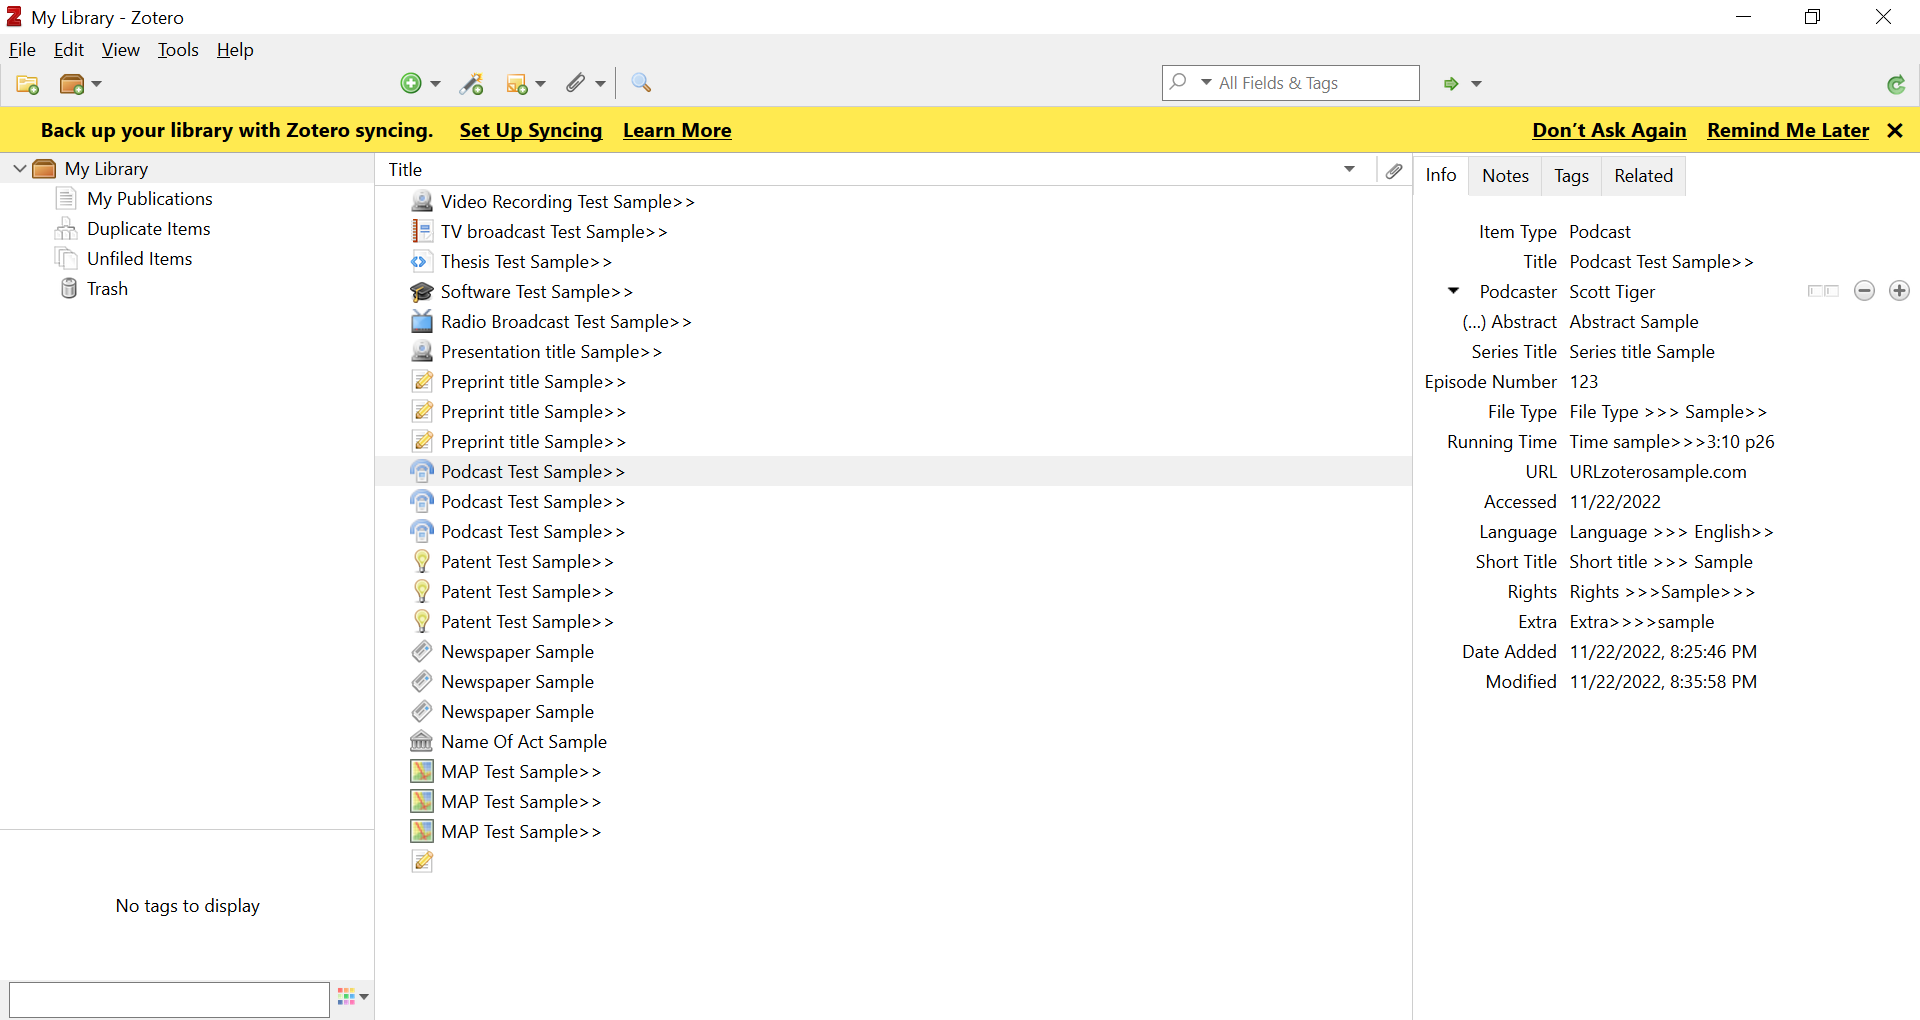 My Library - Zotero
File Edit View Tools Help
All Fields & Tags
Back up your library with Zotero syncing. Set Up Syncing Learn More Don't Ask Again Remind Me Later
My Library
My Publications
Duplicate Items
Unfiled Items
Trash
No tags to display
Title
Video Recording Test Sample>>
TV broadcast Test Sample>>
Thesis Test Sample>>
Software Test Sample>>
Radio Broadcast Test Sample>>
Presentation title Sample>>
Preprint title Sample>>
Preprint title Sample>>
Preprint title Sample>>
Podcast Test Sample>>
Podcast Test Sample>>
Podcast Test Sample>>
Patent Test Sample>>
Patent Test Sample>>
Patent Test Sample>>
Newspaper Sample
Newspaper Sample
Newspaper Sample
Name Of Act Sample
MAP Test Sample>>
MAP Test Sample>>
MAP Test Sample>>
Info Notes Tags Related
Item Type Podcast
Title Podcast Test Sample>>
Podcaster Scott Tiger
(...) Abstract Abstract Sample
Series Title Series title Sample
Episode Number 123
File Type File Type >>> Sample>>
Running Time Time sample>>>3:10 p26
URL URLzoterosample.com
Accessed 11/22/2022
Language Language >>> English>>
Short Title Short title >>> Sample
Rights Rights >>>Sample>>>
Extra Extra>>>>sample
Date Added 11/22/2022, 8:25:46 PM
Modified 11/22/2022, 8:35:58 PM